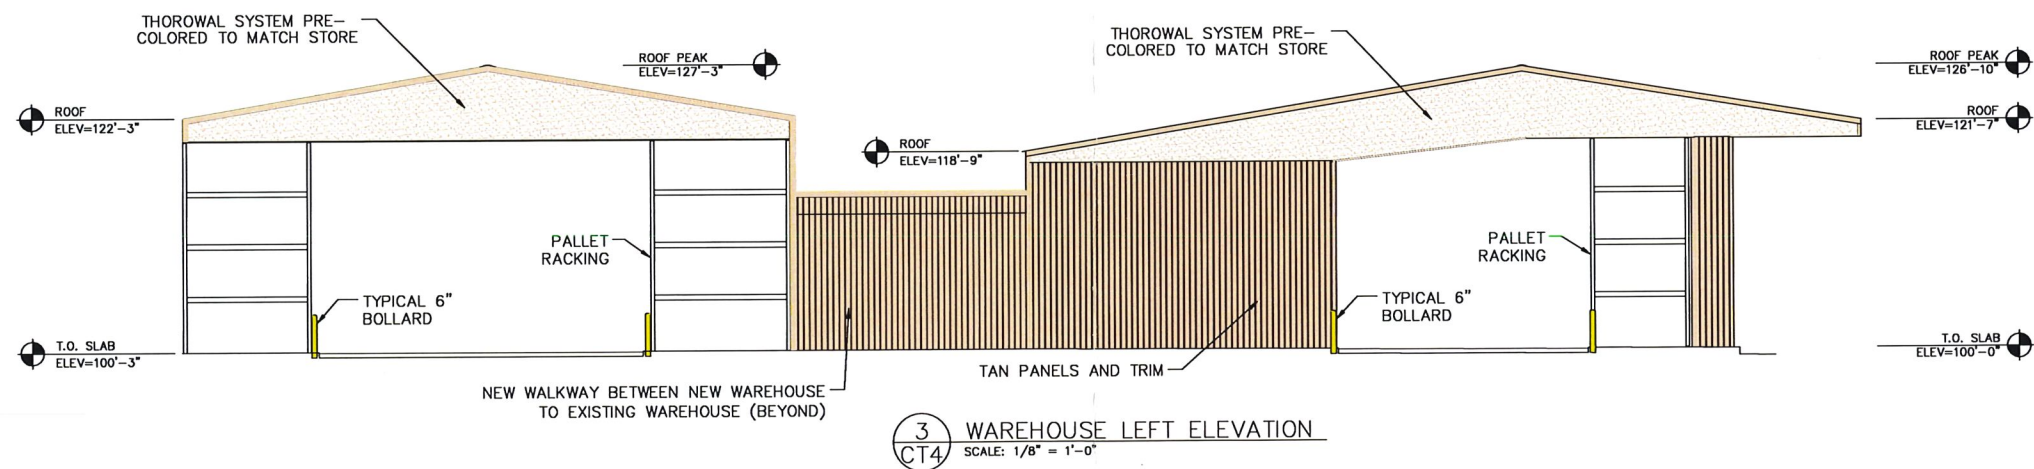 THOROWAL SYSTEM PRE-
COLORED TO MATCH STORE
ROOF PEAK
ELEV=127'-3"
THOROWAL SYSTEM PRE-
COLORED TO MATCH STORE
ROOF PEAK
ELEV=126'-10"
ROOF
ELEV=122'-3"
ROOF
ELEV=118'-9"
ROOF
ELEV=121'-7"
PALLET
RACKING
PALLET
RACKING
TYPICAL 6"
BOLLARD
TYPICAL 6"
BOLLARD
T.O. SLAB
ELEV=100'-3"
T.O. SLAB
ELEV=100'-0"
NEW WALKWAY BETWEEN NEW WAREHOUSE
TO EXISTING WAREHOUSE (BEYOND)
TAN PANELS AND TRIM
3
CT4
WAREHOUSE LEFT ELEVATION
SCALE: 1/8" = 1'-0"